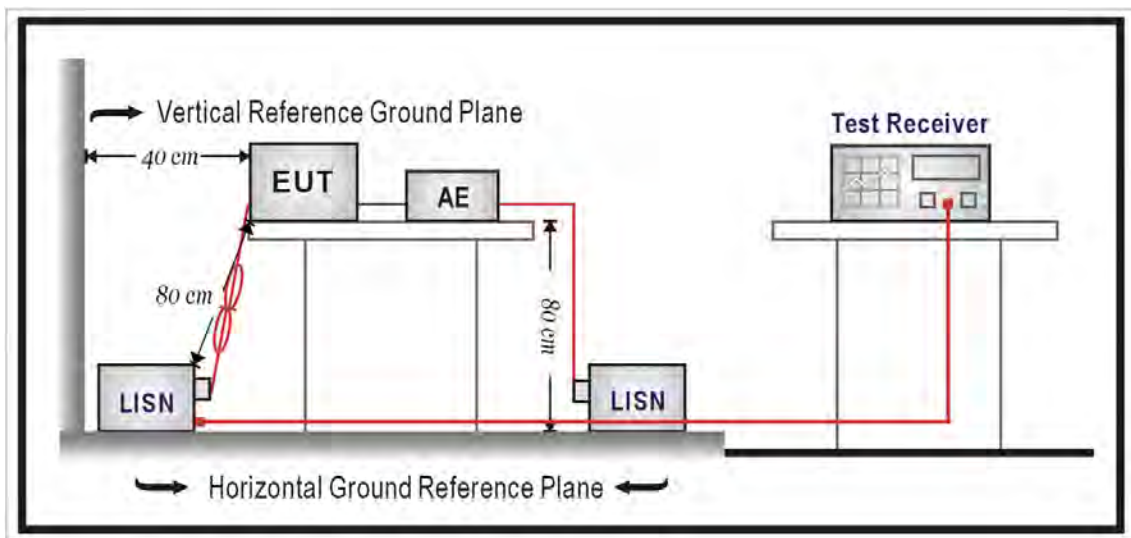 Vertical Reference Ground Plane
40 cm
EUT
AE
Test Receiver
80 cm
80 cm
LISN
LISN
Horizontal Ground Reference Plane